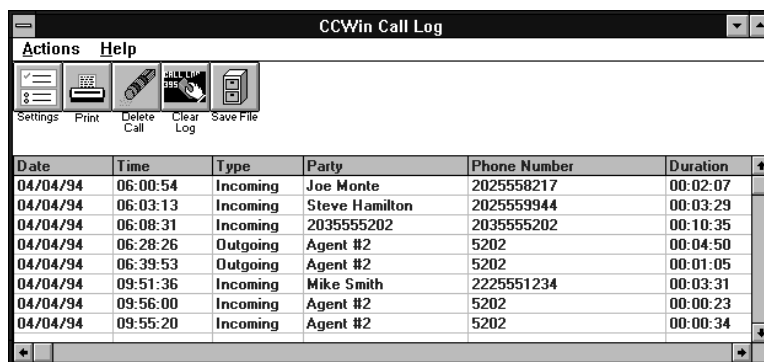 CCWin Call Log
Actions Help
Settings Print Delete Call Clear Log Save File
Date Time Type Party Phone Number Duration
04/04/94 06:00:54 Incoming Joe Monte 2025558217 00:02:07
04/04/94 06:03:13 Incoming Steve Hamilton 2025559944 00:03:29
04/04/94 06:08:31 Incoming 2035555202 2035555202 00:10:35
04/04/94 06:28:26 Outgoing Agent #2 5202 00:04:50
04/04/94 06:39:53 Outgoing Agent #2 5202 00:01:05
04/04/94 09:51:36 Incoming Mike Smith 2225551234 00:03:31
04/04/94 09:56:00 Incoming Agent #2 5202 00:00:23
04/04/94 09:55:20 Incoming Agent #2 5202 00:00:34